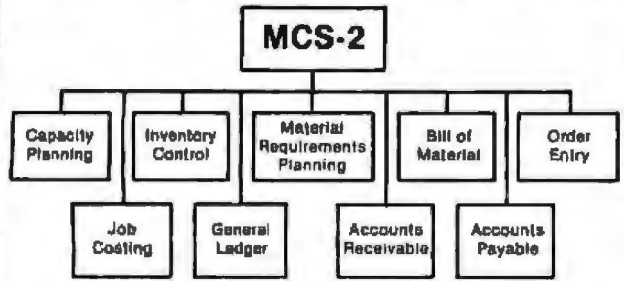 MCS-2
Capacity
Planning
Inventory
Control
Material
Requirements
Planning
Bill of
Material
Order
Entry
Job
Costing
General
Ledger
Accounts
Receivable
Accounts
Payable